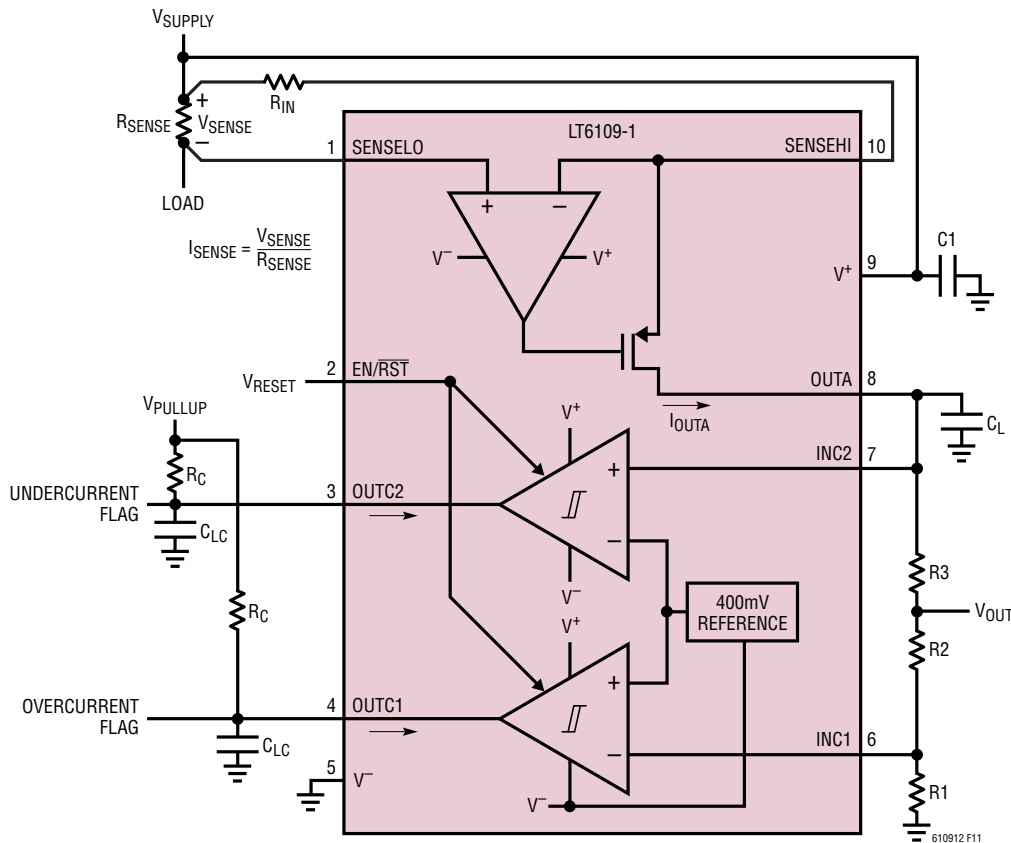 VSUPPLY
RIN
RSENSE
+
VSENSE
–
LOAD
ISENSE = VSENSE
RSENSE
LT6109-1
1
SENSELO
SENSEHI
10
+
–
V–
V+
V+
9
C1
2
EN/RST
VRESET
OUTA
8
IOUTA
CL
VPULLUP
RC
V+
INC2
7
+
UNDERCURRENT
FLAG
3
OUTC2
–
CLC
V–
R3
RC
400mV
REFERENCE
VOUT
V+
R2
+
OVERCURRENT
FLAG
4
OUTC1
INC1
6
–
CLC
5
V–
V–
R1
610912 F11